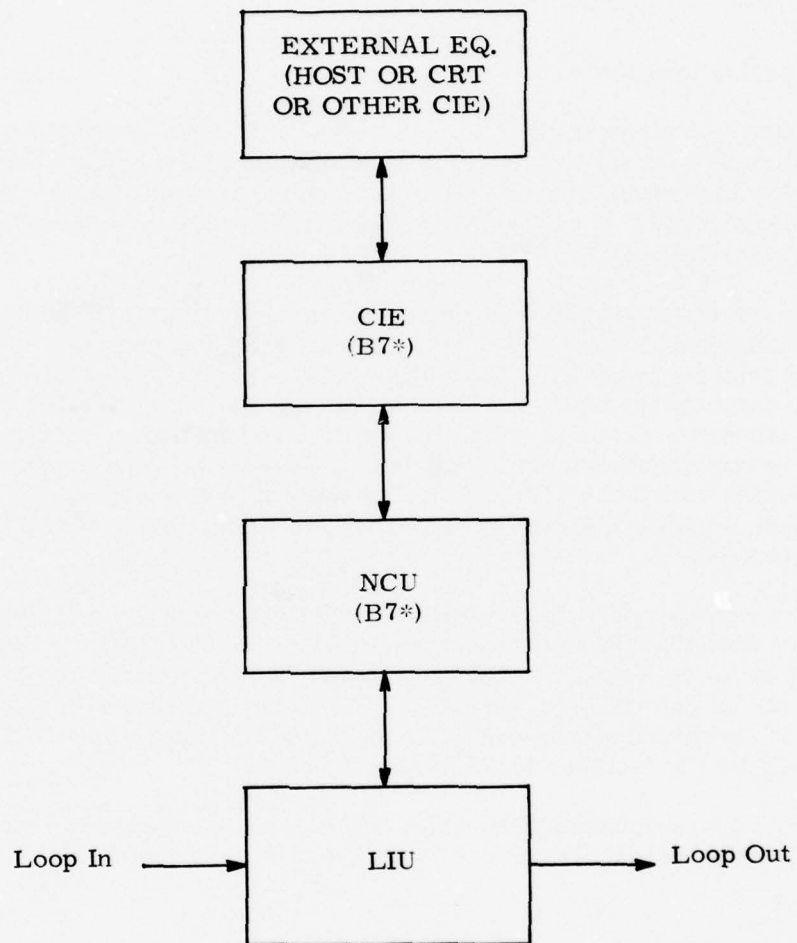 EXTERNAL EQ.
(HOST OR CRT
OR OTHER CIE)
CIE
(B7*)
NCU
(B7*)
Loop In
LIU
Loop Out